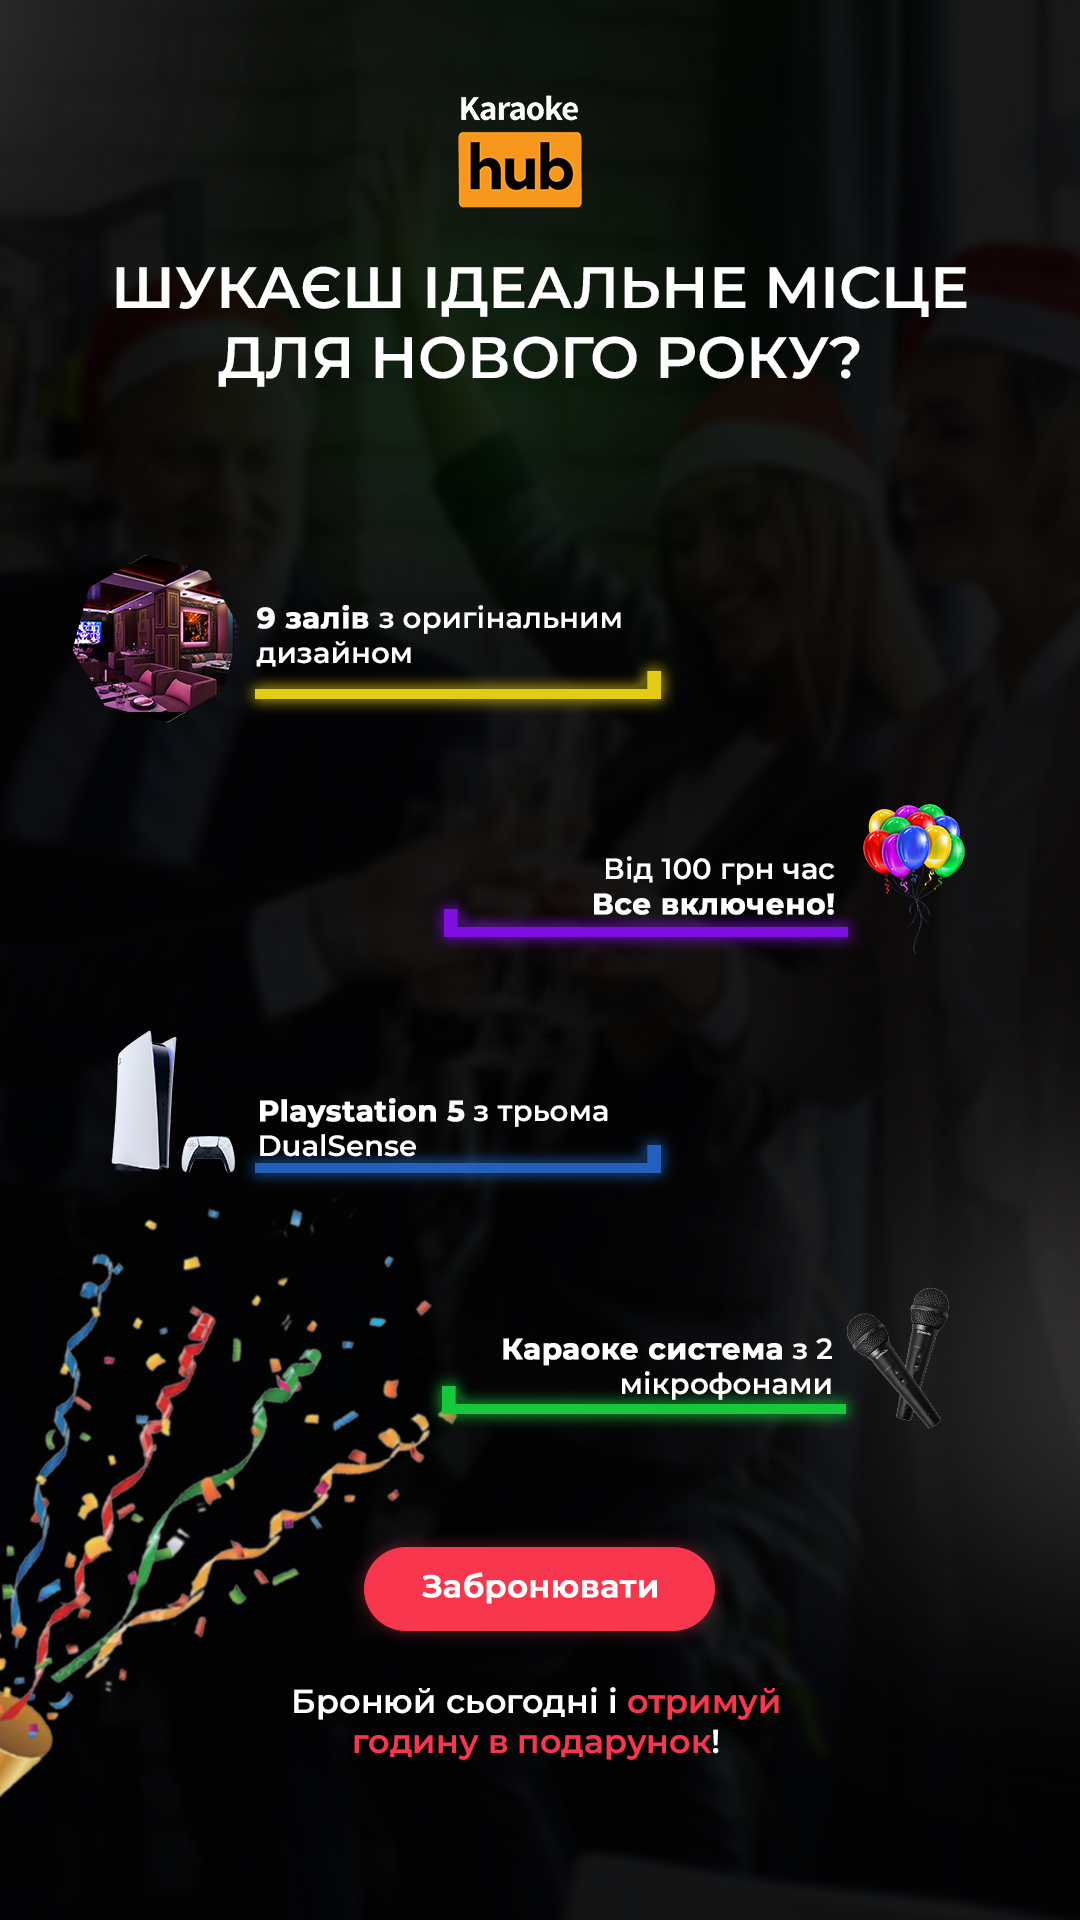 Karaoke
hub
ШУКАЄШ ІДЕАЛЬНЕ МІСЦЕ
ДЛЯ НОВОГО РОКУ?
9 залів з оригінальним
дизайном
Від 100 грн час
Все включено!
Playstation 5 з трьома
DualSense
Караоке система з 2
мікрофонами
Забронювати
Бронюй сьогодні і отримуй
годину в подарунок!